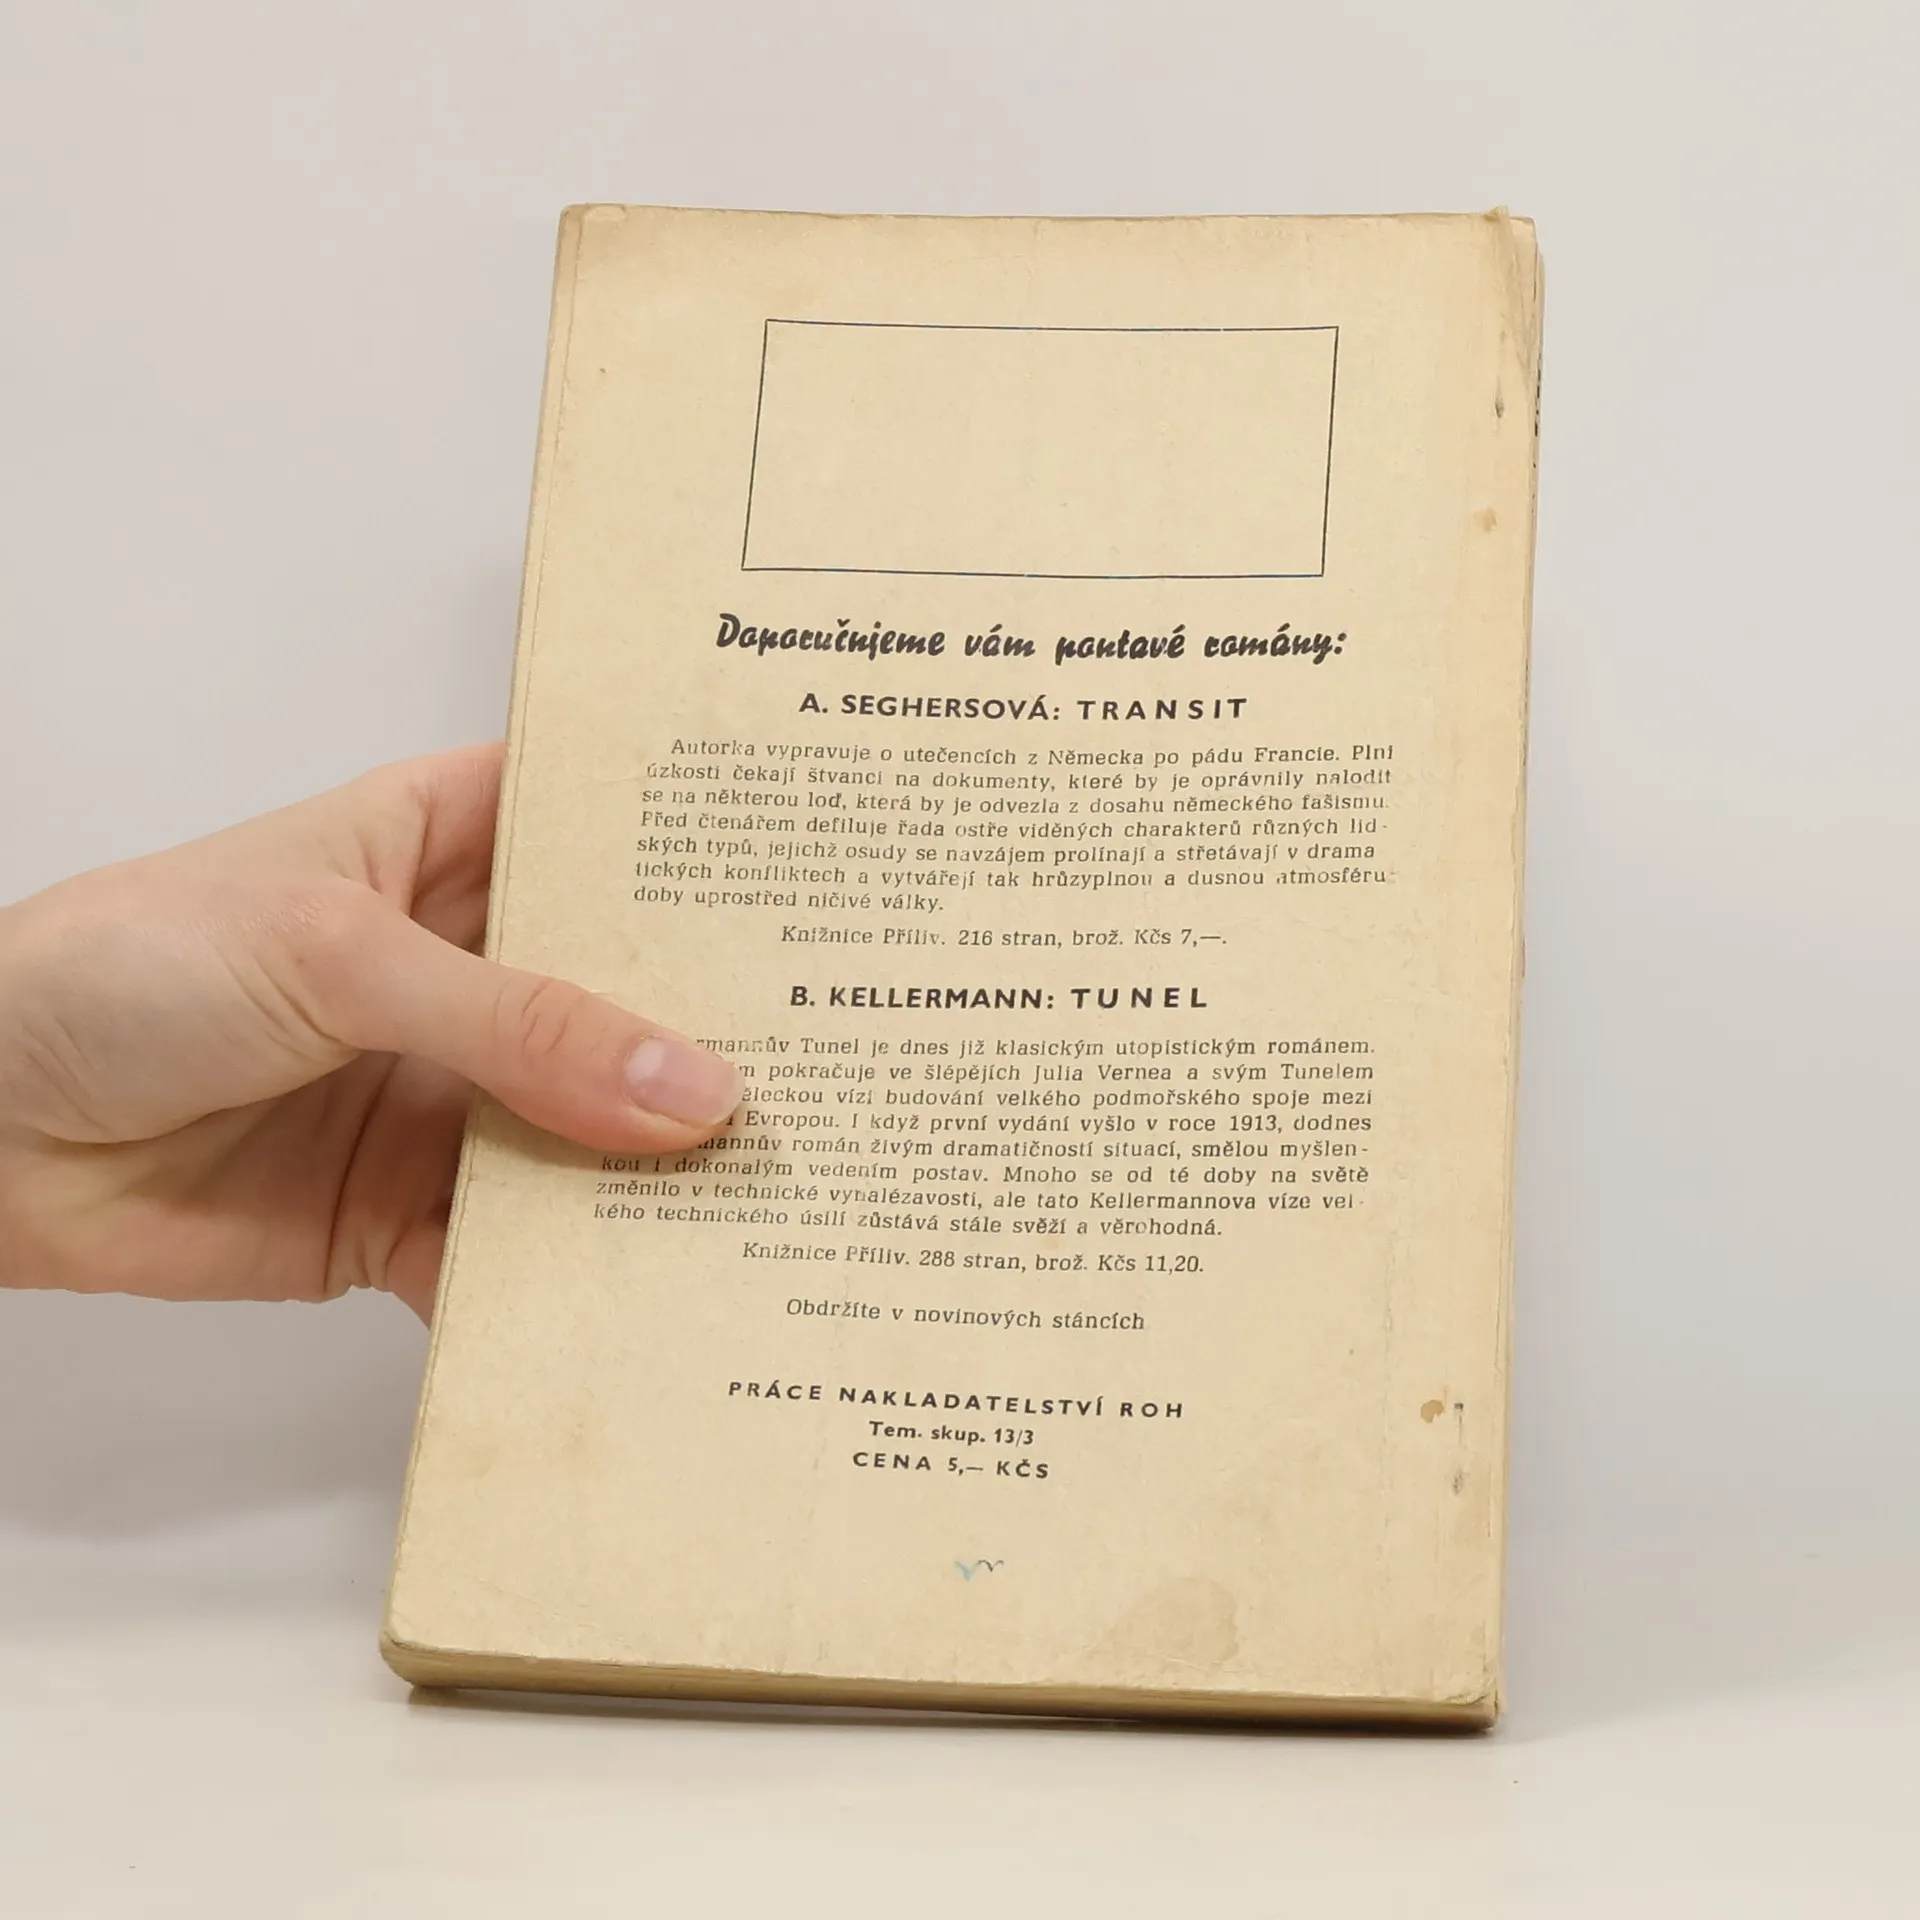 Doporučujeme vám poutavé romány:
A. SEGHERSOVÁ: TRANSIT
Autorka vypravuje o utečencích z Německa po pádu Francie. Plni
úzkosti čekají štvanci na dokumenty, které by je oprávnily nalodit
se na některou loď, která by je odvezla z dosahu německého fašismu.
Před čtenářem defiluje řada ostře viděných charakterů různých lid-
ských typů, jejichž osudy se navzájem prolínají a střetávají v drama
tických konfliktech a vytvářejí tak hrůzyplnou a dusnou atmosféru-
doby uprostřed ničivé války.
Knižnice Příliv. 216 stran, brož. Kčs 7,—.
B. KELLERMANN: TUNEL
rmannův Tunel je dnes již klasickým utopistickým románem.
m pokračuje ve šlépějích Julia Vernea a svým Tunelem
ěleckou vízi budování velkého podmořského spoje mezi
i Evropou. I když první vydání vyšlo v roce 1913, dodnes
mannův román živým dramatičností situací, smělou myšlen-
kou i dokonalým vedením postav. Mnoho se od té doby na světě
změnilo v technické vynalézavosti, ale tato Kellermannova víze vel-
kého technického úsilí zůstává stále svěží a věrohodná.
Knižnice Příliv. 288 stran, brož. Kčs 11,20.
Obdržíte v novinových stáncích
PRÁCE NAKLADATELSTVÍ ROH
Tem. skup. 13/3
CENA 5,— KČS